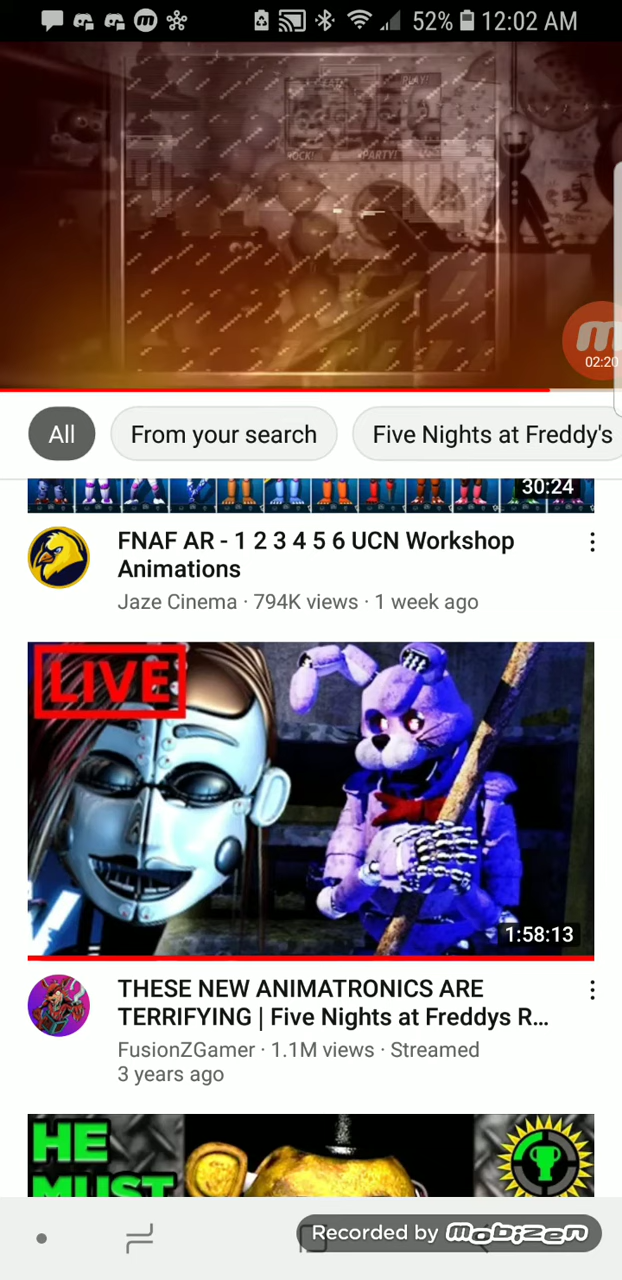 52% 12:02 AM
PARTY!
02:20
All
From your search
Five Nights at Freddy's
30:24
FNAF AR - 1 2 3 4 5 6 UCN Workshop
Animations
Jaze Cinema · 794K views · 1 week ago
LIVE
1:58:13
THESE NEW ANIMATRONICS ARE
TERRIFYING | Five Nights at Freddys R...
FusionZGamer · 1.1M views · Streamed
3 years ago
HE
MUST
Recorded by mobizen